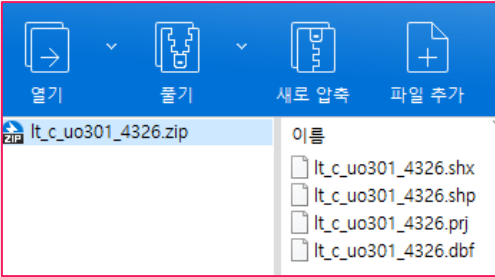 열기
풀기
새로 압축
파일 추가
ZIP
lt_c_uo301_4326.zip
이름
lt_c_uo301_4326.shx
lt_c_uo301_4326.shp
lt_c_uo301_4326.prj
lt_c_uo301_4326.dbf